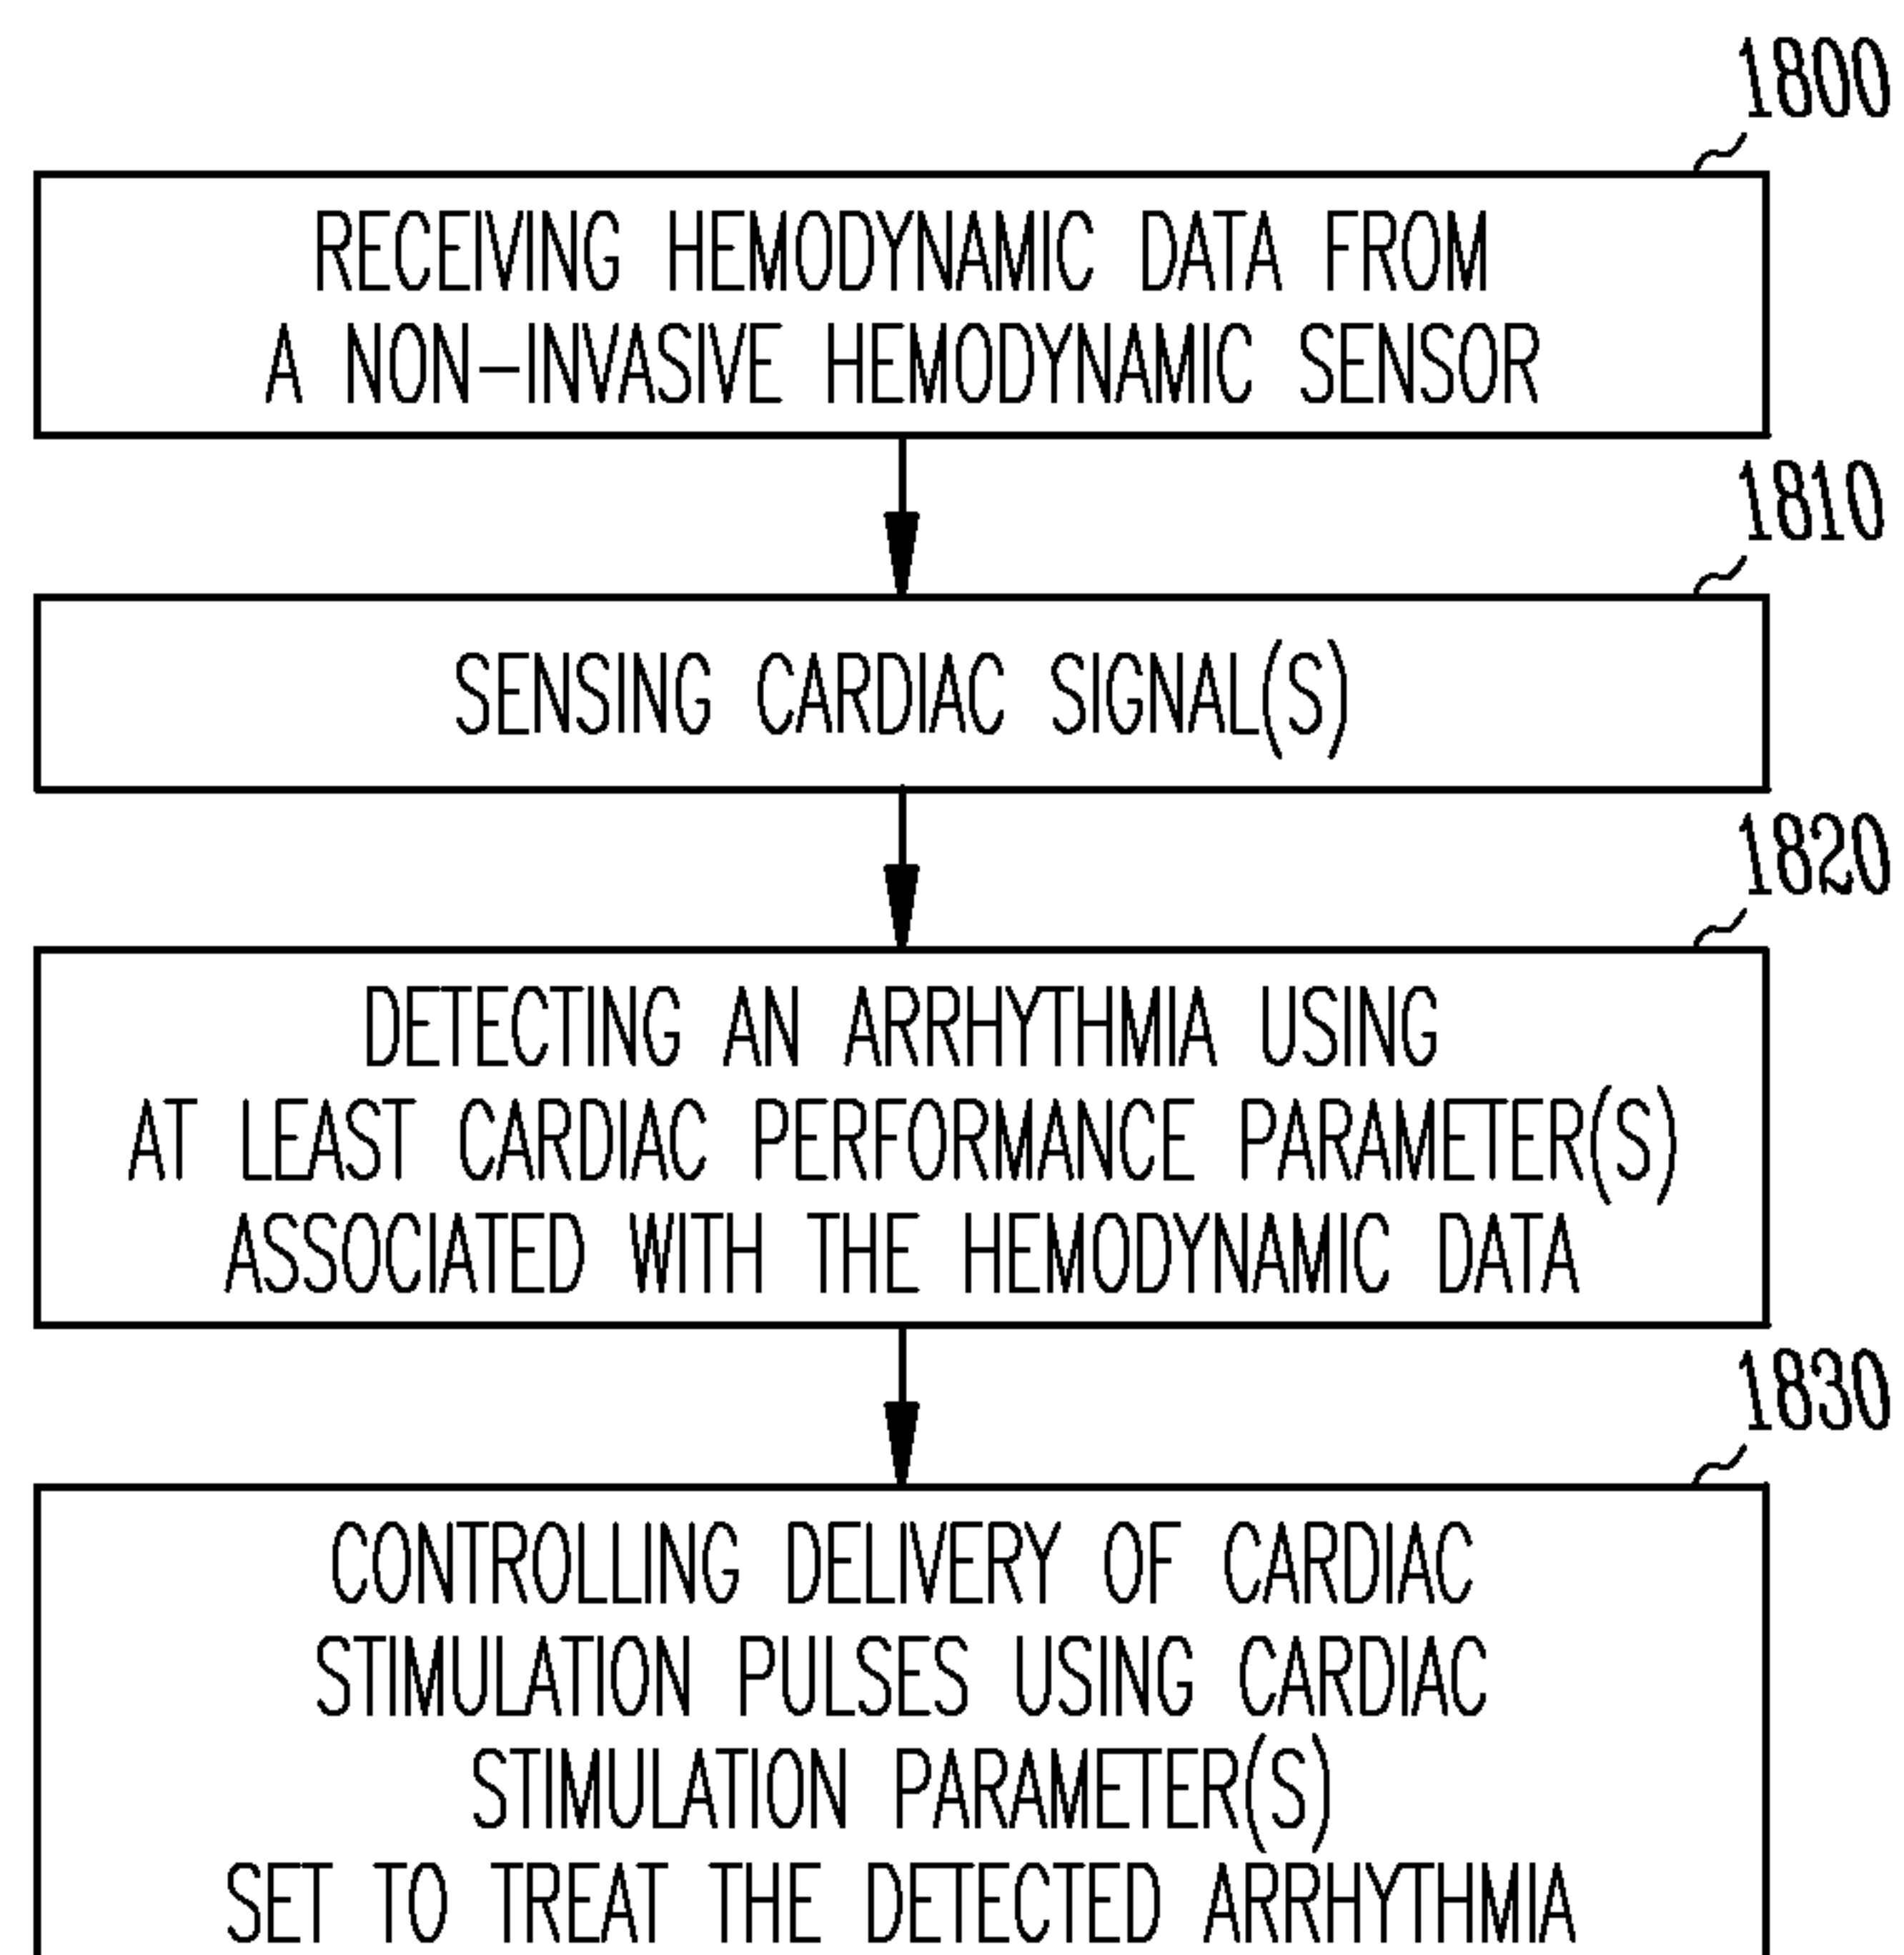 1800
RECEIVING HEMODYNAMIC DATA FROM
A NON-INVASIVE HEMODYNAMIC SENSOR
1810
SENSING CARDIAC SIGNAL(S)
1820
DETECTING AN ARRHYTHMIA USING
AT LEAST CARDIAC PERFORMANCE PARAMETER(S)
ASSOCIATED WITH THE HEMODYNAMIC DATA
1830
CONTROLLING DELIVERY OF CARDIAC
STIMULATION PULSES USING CARDIAC
STIMULATION PARAMETER(S)
SET TO TREAT THE DETECTED ARRHYTHMIA